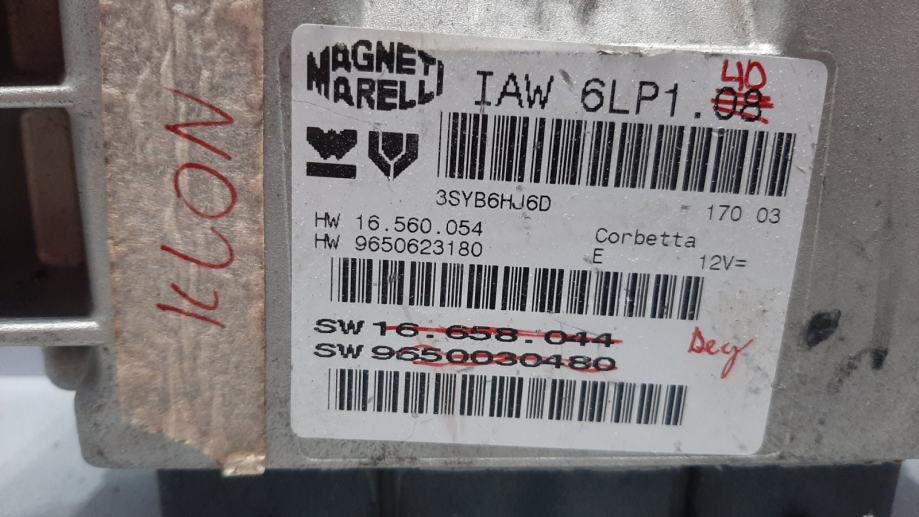 KLON
MAGNETI
MARELLI
IAW 6LP1.08
40
3SYB6HJ6D
170 03
HW 16.560.054
HW 9650623180
Corbetta
E 12V=
SW 16.658.044
SW 9650030480
Dey